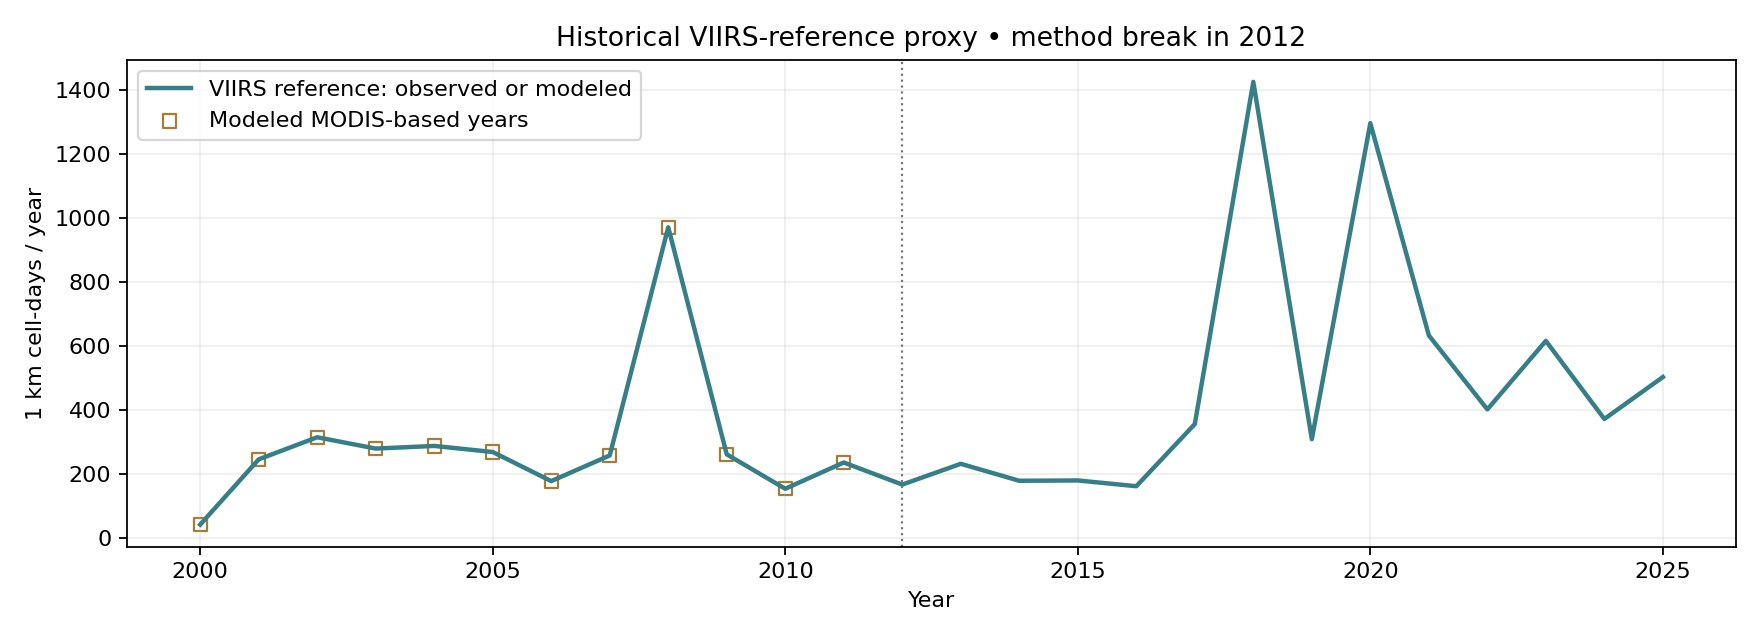 Historical VIIRS-reference proxy • method break in 2012
VIIRS reference: observed or modeled
Modeled MODIS-based years
1 km cell-days / year
1400
1200
1000
800
600
400
200
0
2000
2005
2010
2015
2020
2025
Year